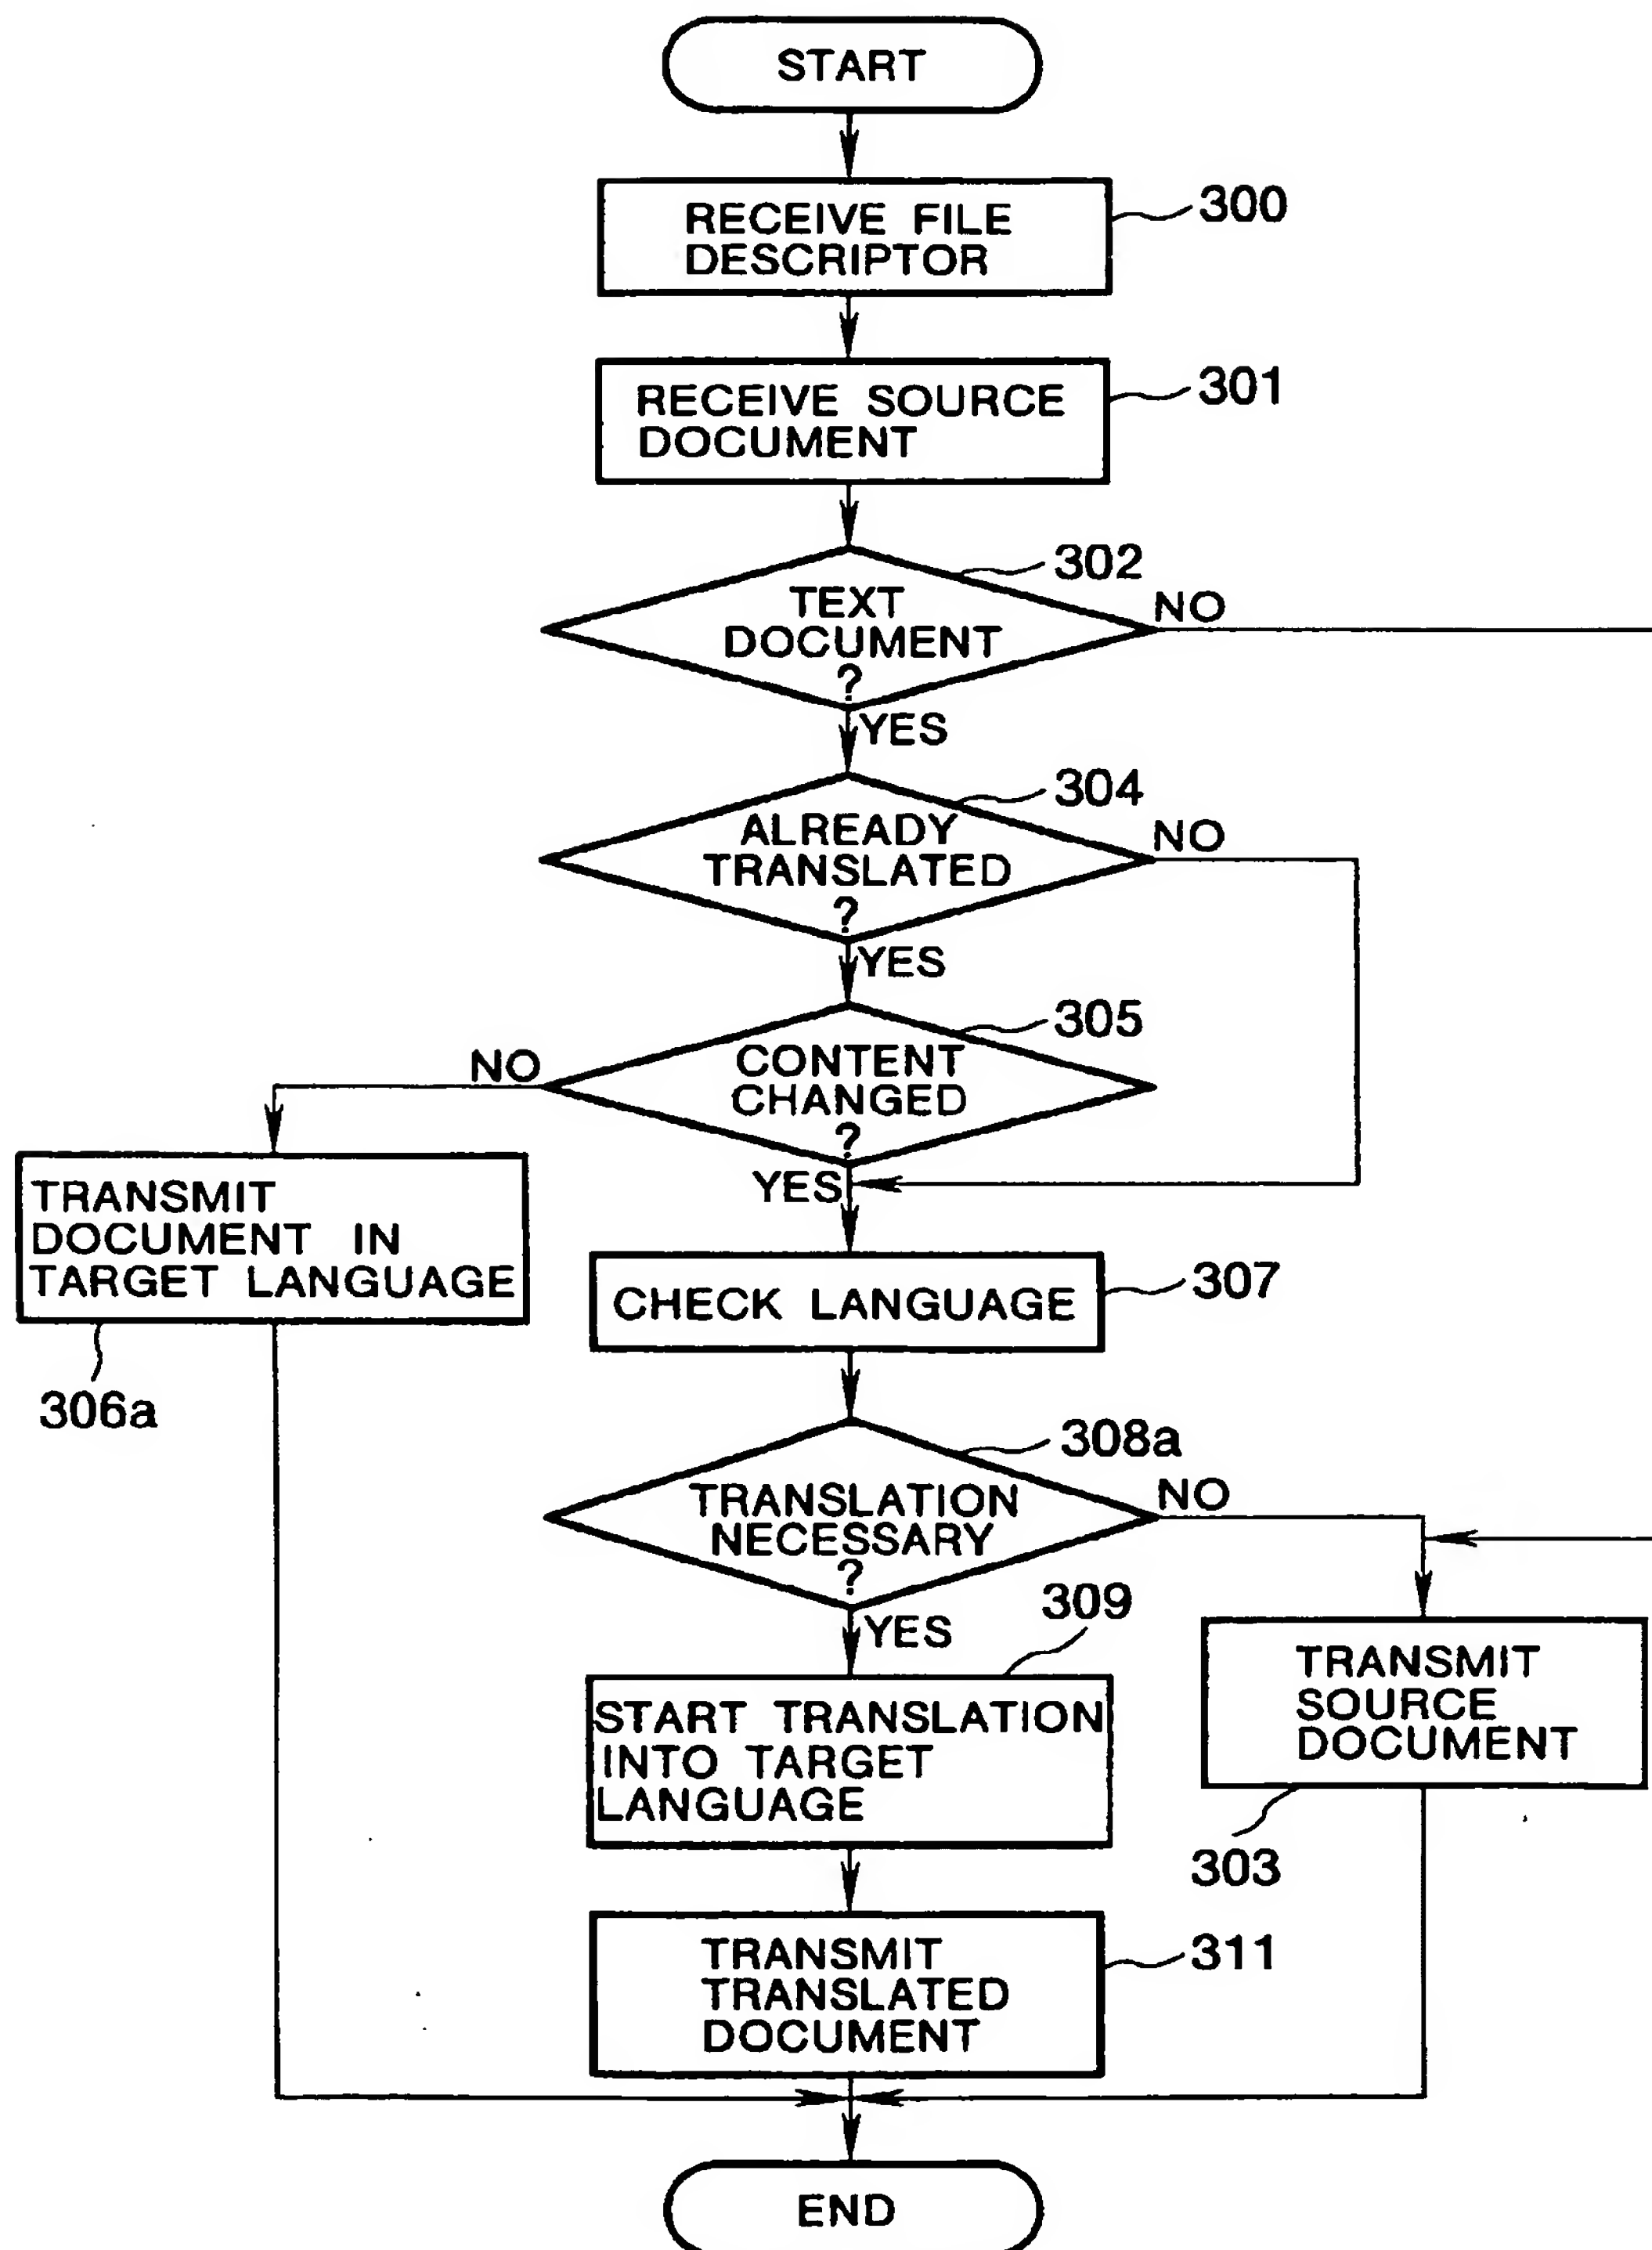 START
RECEIVE FILE
DESCRIPTOR
300
RECEIVE SOURCE
DOCUMENT
301
302
TEXT
DOCUMENT
?
NO
YES
304
ALREADY
TRANSLATED
?
NO
YES
305
CONTENT
CHANGED
?
NO
YES
TRANSMIT
DOCUMENT IN
TARGET LANGUAGE
306a
CHECK LANGUAGE
307
308a
TRANSLATION
NECESSARY
?
NO
YES
309
START TRANSLATION
INTO TARGET
LANGUAGE
TRANSMIT
SOURCE
DOCUMENT
303
TRANSMIT
TRANSLATED
DOCUMENT
311
END